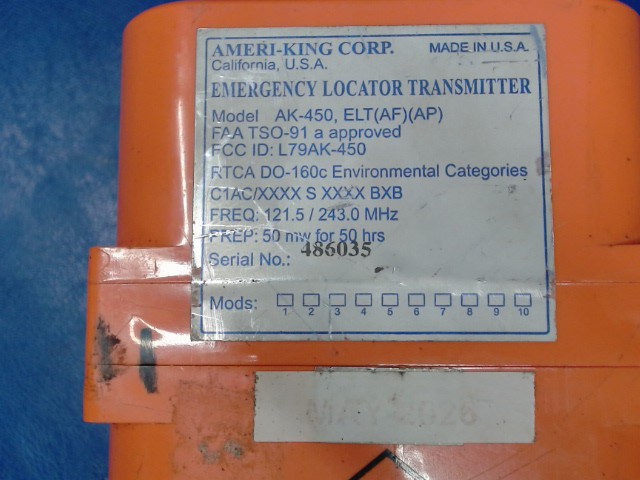 AMERI-KING CORP. MADE IN U.S.A.
California, U.S.A.
EMERGENCY LOCATOR TRANSMITTER
Model AK-450, ELT(AF)(AP)
FAA TSO-91 a approved
FCC ID: L79AK-450
RTCA DO-160c Environmental Categories
C1AC/XXXX S XXXX BXB
FREQ: 121.5 / 243.0 MHz
PREP: 50 mw for 50 hrs
Serial No.: 486035
Mods:
1 2 3 4 5 6 7 8 9 10